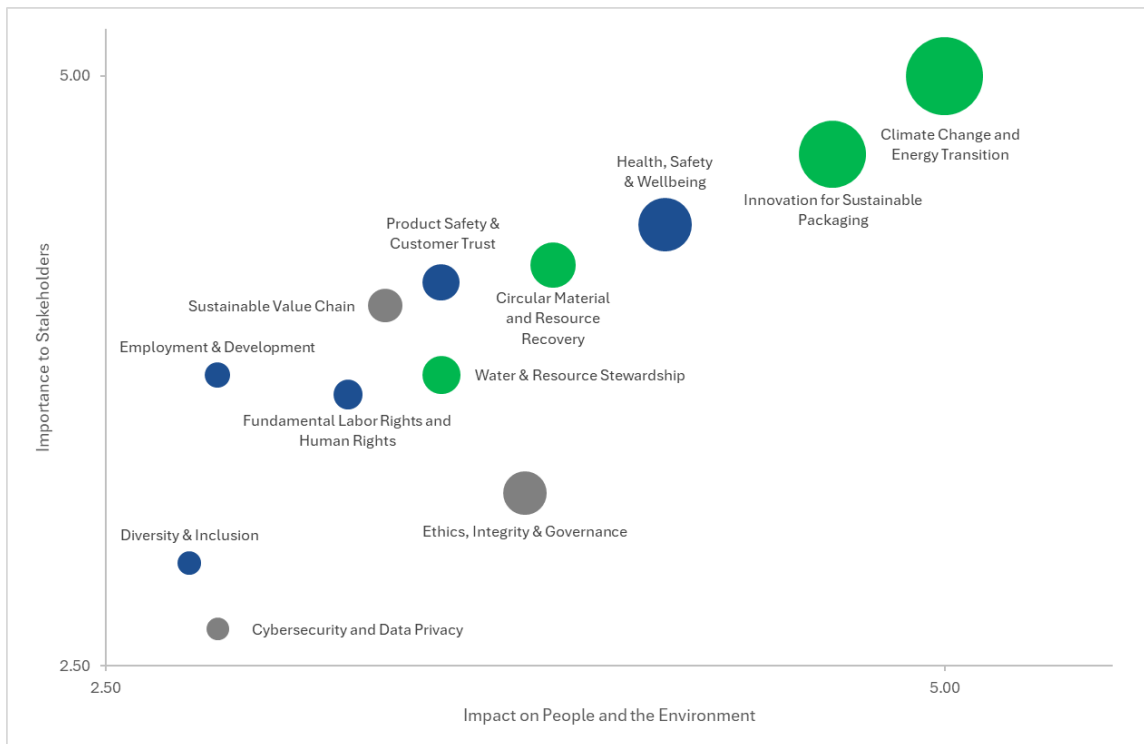 5.00
Climate Change and
Energy Transition
Health, Safety
& Wellbeing
Innovation for Sustainable
Packaging
Product Safety &
Customer Trust
Sustainable Value Chain
Circular Material
and Resource
Recovery
Employment & Development
Water & Resource Stewardship
Fundamental Labor Rights and
Human Rights
Importance to Stakeholders
Ethics, Integrity & Governance
Diversity & Inclusion
Cybersecurity and Data Privacy
2.50
2.50
5.00
Impact on People and the Environment